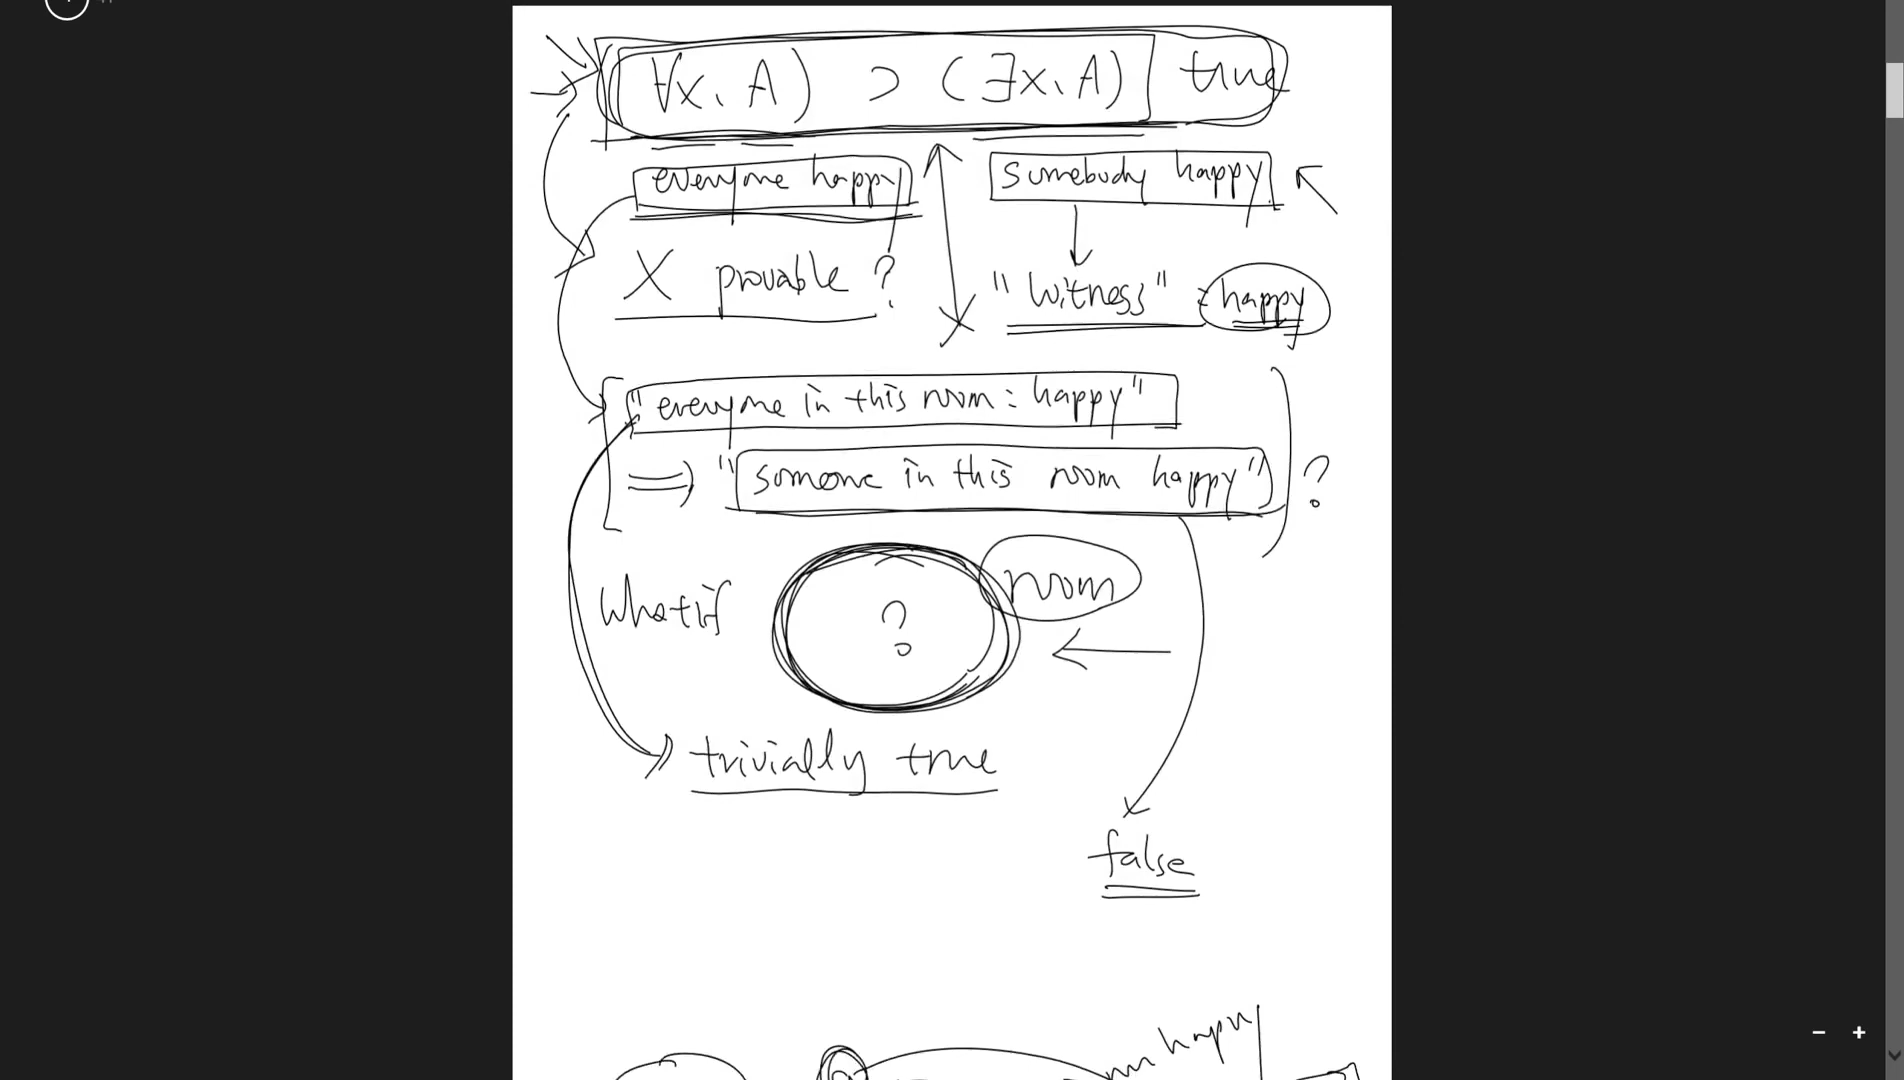 (∀x. A) ⊃ (∃x. A) true
everyone happy somebody happy
X provable ? "witness" : happy
"everyone in this room : happy"
=> "someone in this room happy" ?
What if ? room
trivially true
false
happy